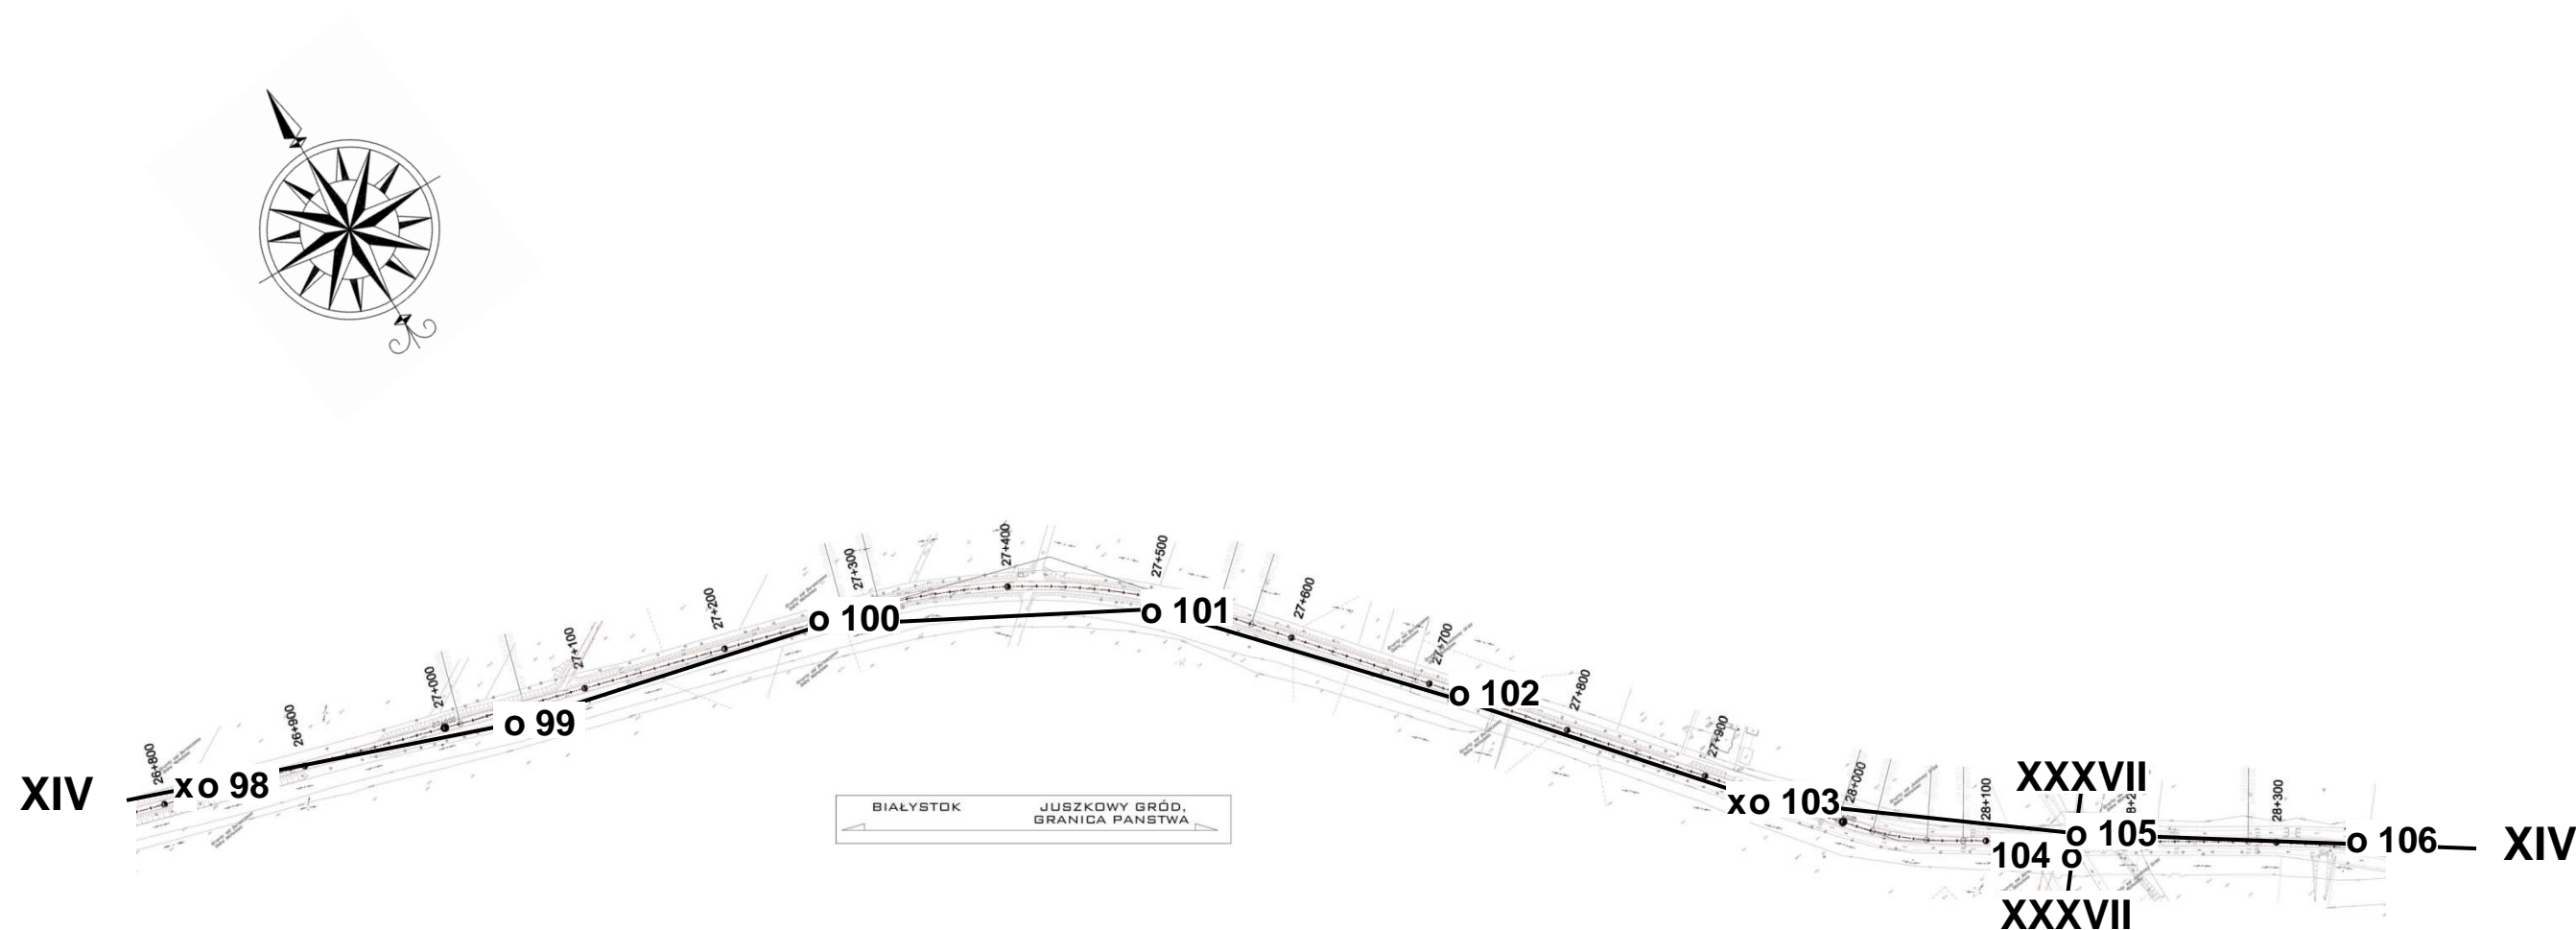 27+400
27+500
27+300
27+600
27+200
o 100
o 101
27+100
27+700
27+000
27+800
o 102
26+900
o 99
27+900
26+800
XIV
xo 98
BIAŁYSTOK
JUSZKOWY GRÓD,
GRANICA PANSTWA
xo 103
28+000
28+100
XXXVII
28+300
o 105
o 106
XIV
104 o
XXXVII